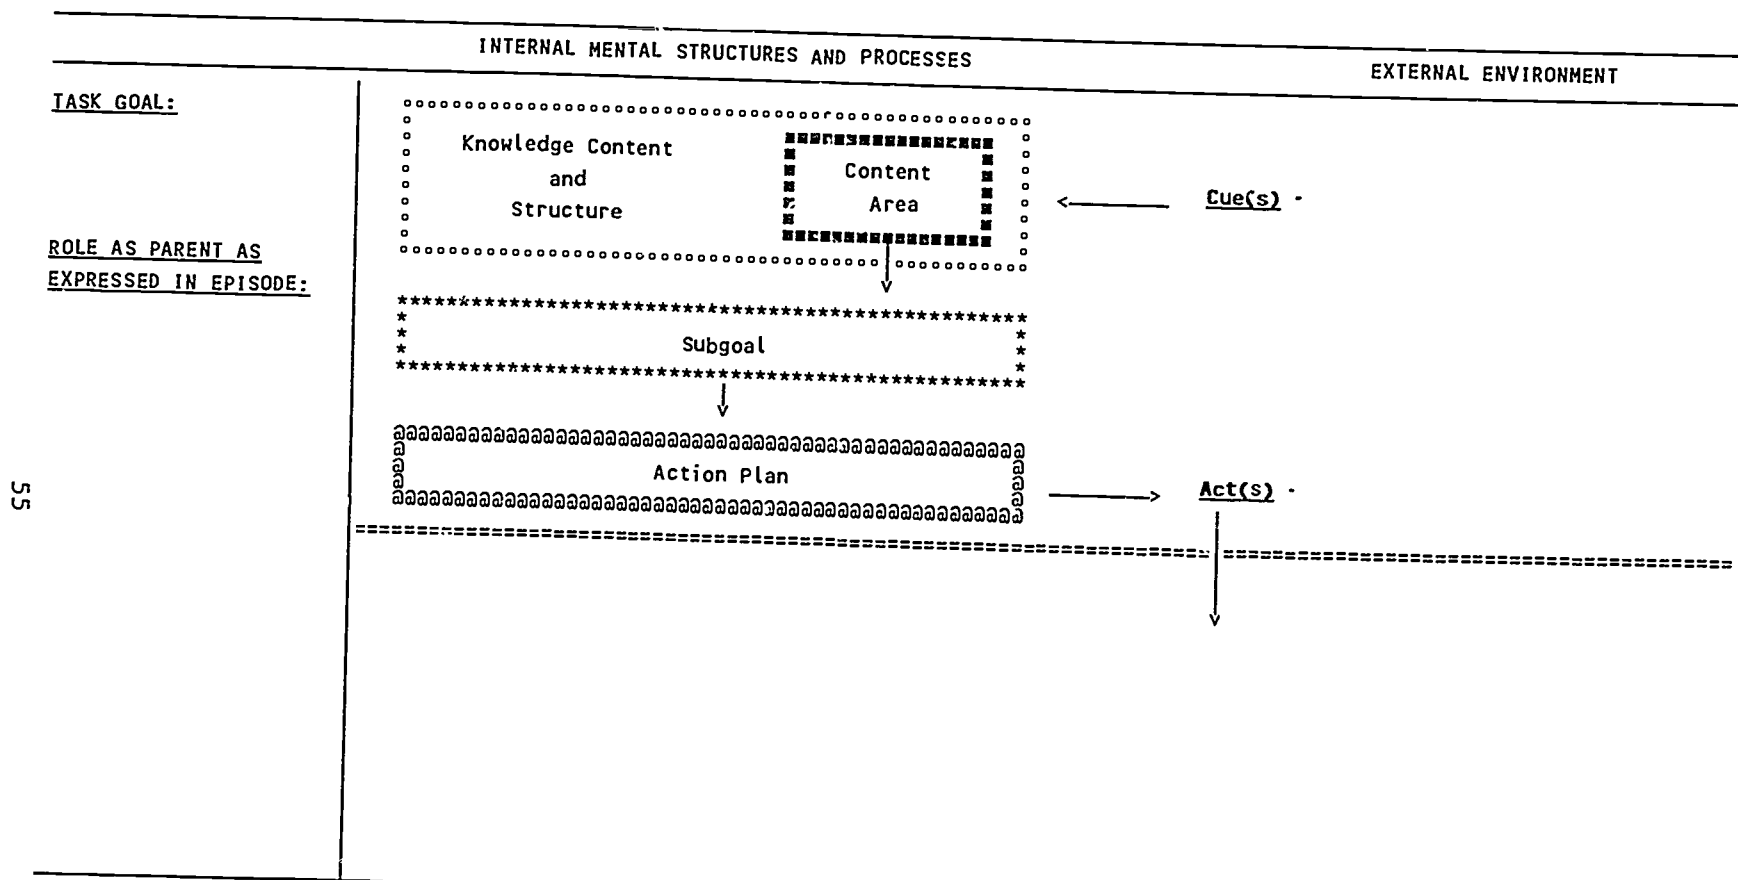 INTERNAL MENTAL STRUCTURES AND PROCESSES
EXTERNAL ENVIRONMENT
TASK GOAL:
Knowledge Content
and
Structure
Content
Area
Cue(s) -
ROLE AS PARENT AS
EXPRESSED IN EPISODE:
Subgoal
Action Plan
Act(s) -
55